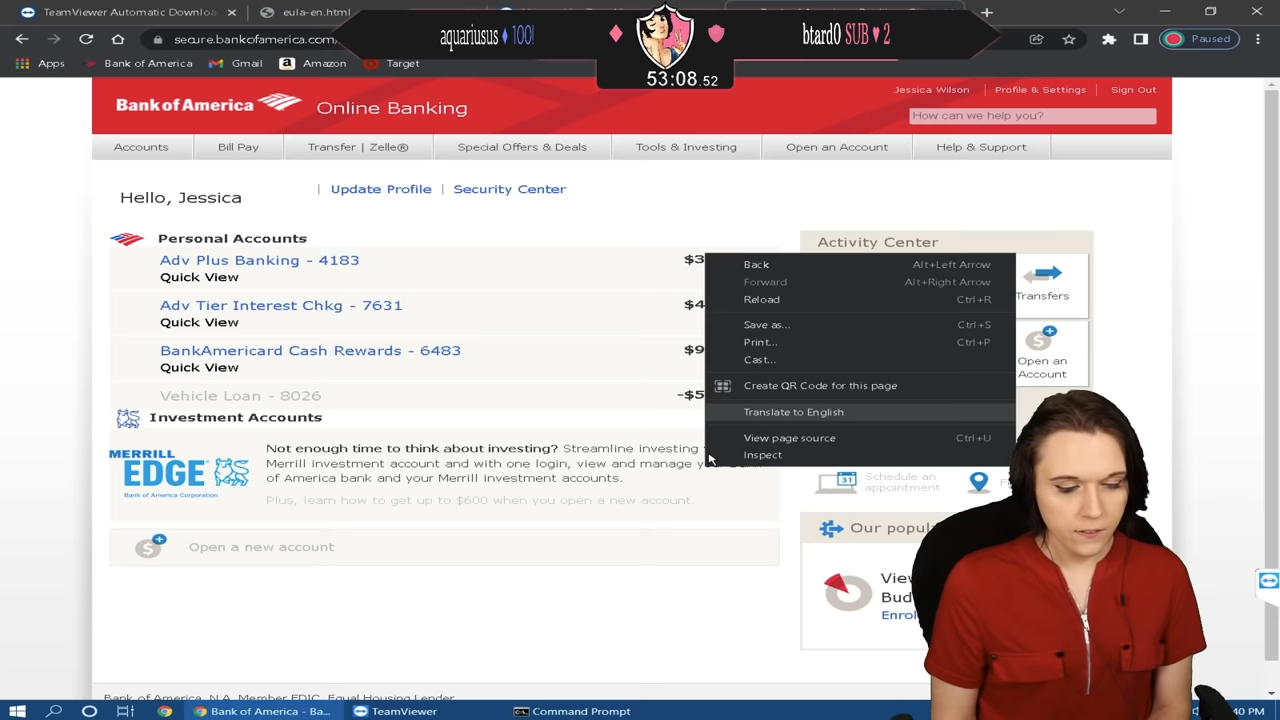 TeamViewer Automatic Downlo
eula-en.html
aquariusus 100!
btard0 SUB ♥ 2
53:08.52
secure.bankofamerica.com
Paused
Apps
Bank of America
Gmail
Amazon
Target
Bank of America
Online Banking
Jessica Wilson
Profile & Settings
Sign Out
How can we help you?
Accounts
Bill Pay
Transfer | Zelle®
Special Offers & Deals
Tools & Investing
Open an Account
Help & Support
Hello, Jessica
Update Profile
Security Center
Personal Accounts
Adv Plus Banking - 4183
$3
Quick View
Adv Tier Interest Chkg - 7631
$4
Quick View
BankAmericard Cash Rewards - 6483
$9
Quick View
Vehicle Loan - 8026
-$5
Investment Accounts
MERRILL
EDGE
Bank of America Corporation
Not enough time to think about investing? Streamline investing
Merrill investment account and with one login, view and manage
of America bank and your Merrill investment accounts.
Plus, learn how to get up to $600 when you open a new account.
Open a new account
Activity Center
Transfers
Open an
Account
Back Alt+Left Arrow
Forward Alt+Right Arrow
Reload Ctrl+R
Save as... Ctrl+S
Print... Ctrl+P
Cast...
Create QR Code for this page
Translate to English
View page source Ctrl+U
Inspect
31
Schedule an
appointment
Our popul
View
Bud
Enrol
Bank of America, N.A. Member FDIC. Equal Housing Lender
Bank of America - Ba...
TeamViewer
Command Prompt
:40 PM